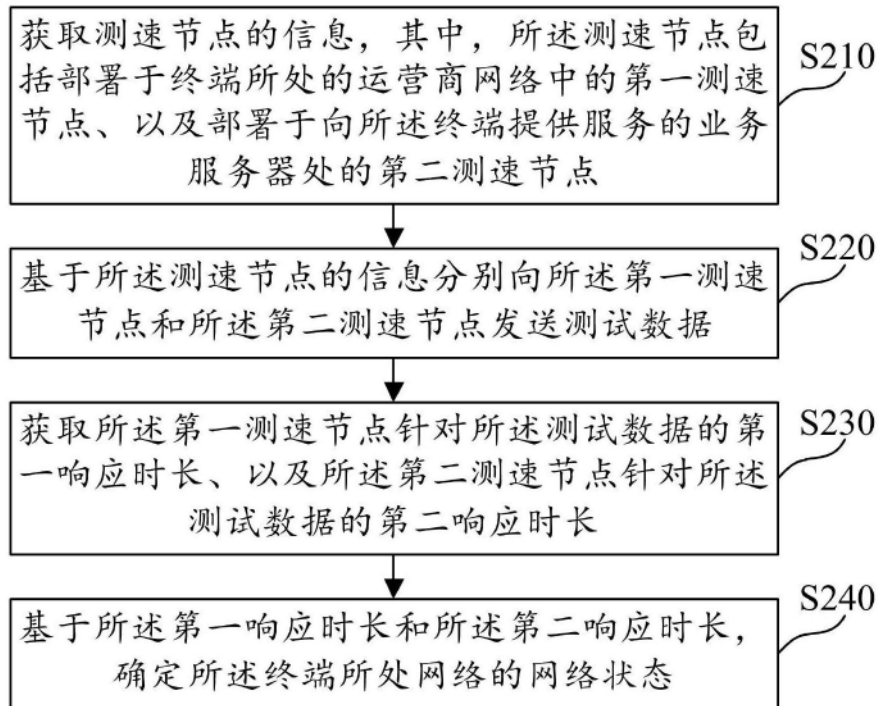 获取测速节点的信息，其中，所述测速节点包
括部署于终端所处的运营商网络中的第一测速
节点、以及部署于向所述终端提供服务的业务
服务器处的第二测速节点
S210
基于所述测速节点的信息分别向所述第一测速
节点和所述第二测速节点发送测试数据
S220
获取所述第一测速节点针对所述测试数据的第
一响应时长、以及所述第二测速节点针对所述
测试数据的第二响应时长
S230
基于所述第一响应时长和所述第二响应时长，
确定所述终端所处网络的网络状态
S240